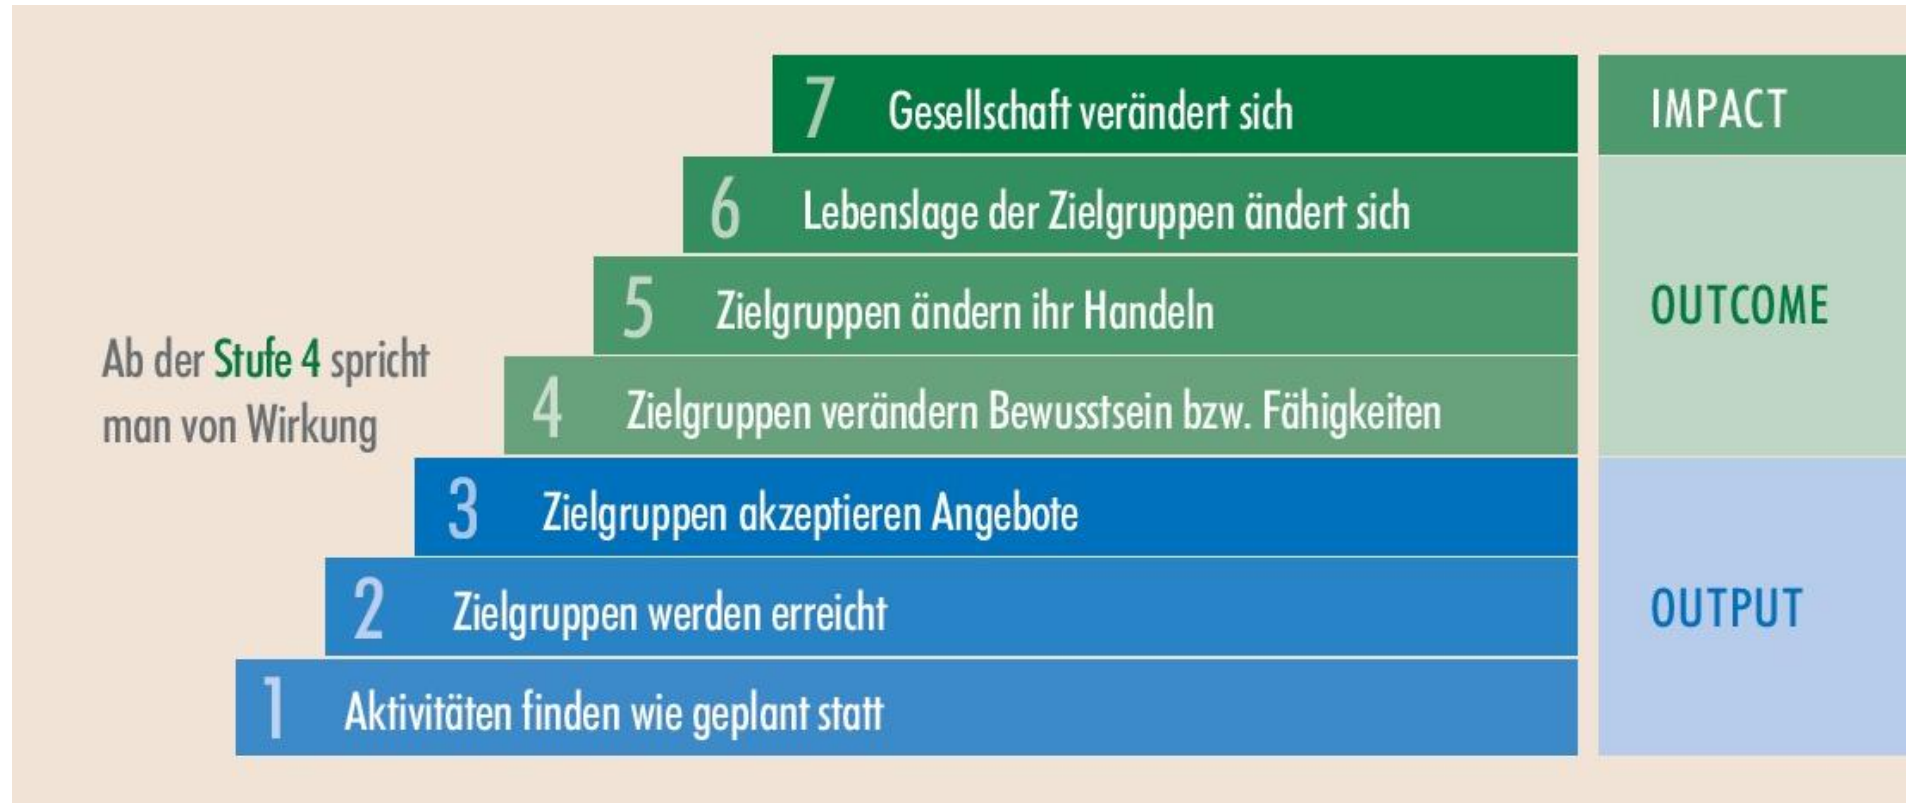 7 Gesellschaft verändert sich
IMPACT
6 Lebenslage der Zielgruppen ändert sich
5 Zielgruppen ändern ihr Handeln
OUTCOME
Ab der Stufe 4 spricht
man von Wirkung
4 Zielgruppen verändern Bewusstsein bzw. Fähigkeiten
3 Zielgruppen akzeptieren Angebote
2 Zielgruppen werden erreicht
OUTPUT
1 Aktivitäten finden wie geplant statt